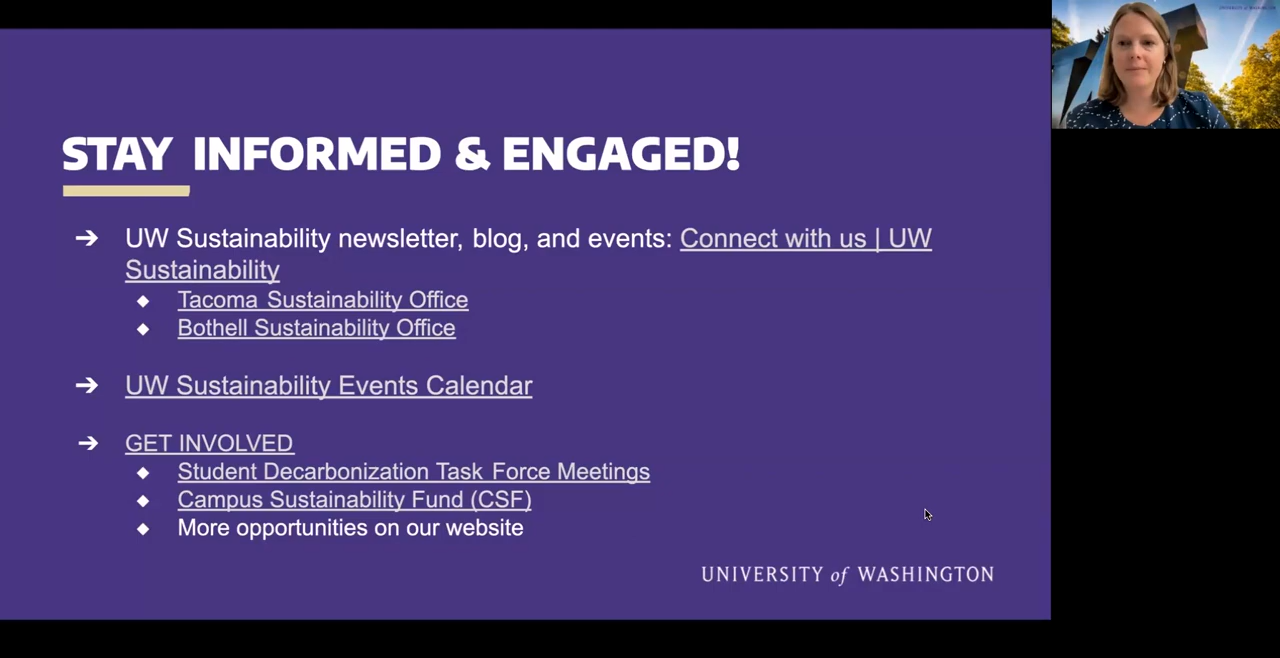 STAY INFORMED & ENGAGED!
➔ UW Sustainability newsletter, blog, and events: Connect with us | UW
Sustainability
◆ Tacoma Sustainability Office
◆ Bothell Sustainability Office
➔ UW Sustainability Events Calendar
➔ GET INVOLVED
◆ Student Decarbonization Task Force Meetings
◆ Campus Sustainability Fund (CSF)
◆ More opportunities on our website
UNIVERSITY of WASHINGTON